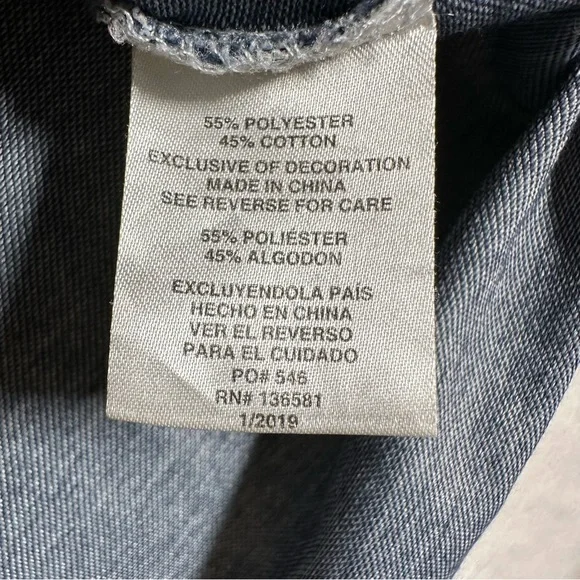 55% POLYESTER
45% COTTON
EXCLUSIVE OF DECORATION
MADE IN CHINA
SEE REVERSE FOR CARE
55% POLIÉSTER
45% ALGODON
EXCLUYENDOLA PAÍS
HECHO EN CHINA
VER EL REVERSO
PARA EL CUIDADO
PO# 546
RN# 136581
1/2019